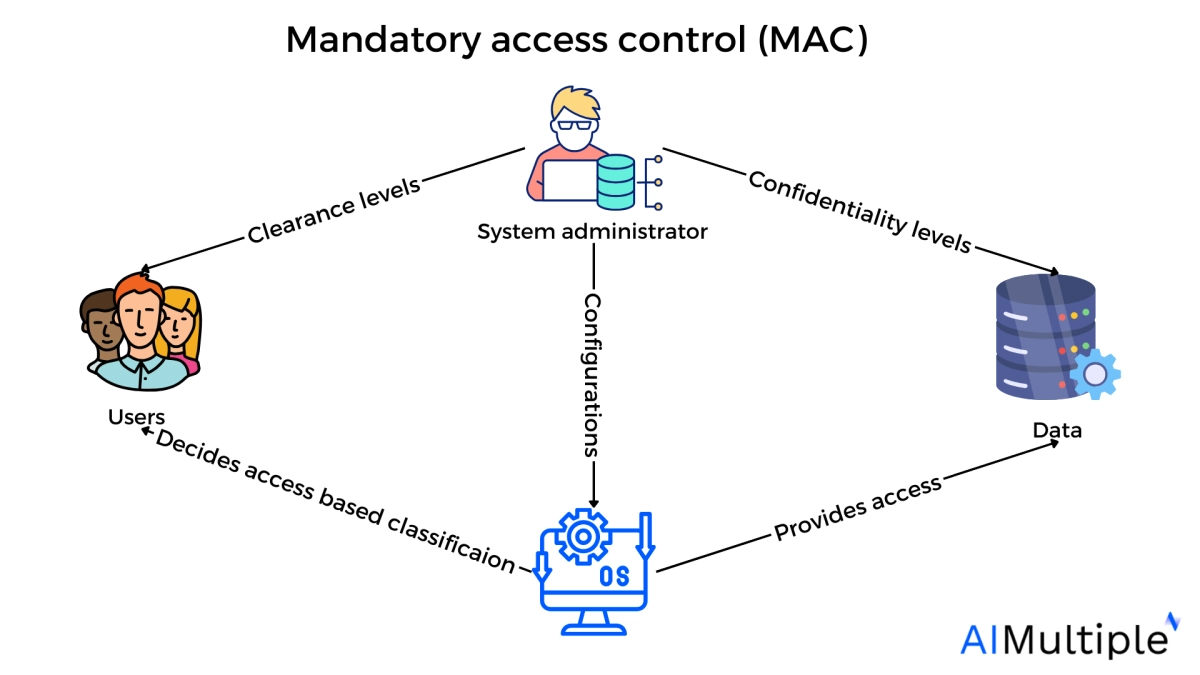 Mandatory access control (MAC)
System administrator
Clearance levels
Confidentiality levels
Configurations
Users
Data
Decides access based classificaion
Provides access
OS
AIMultiple